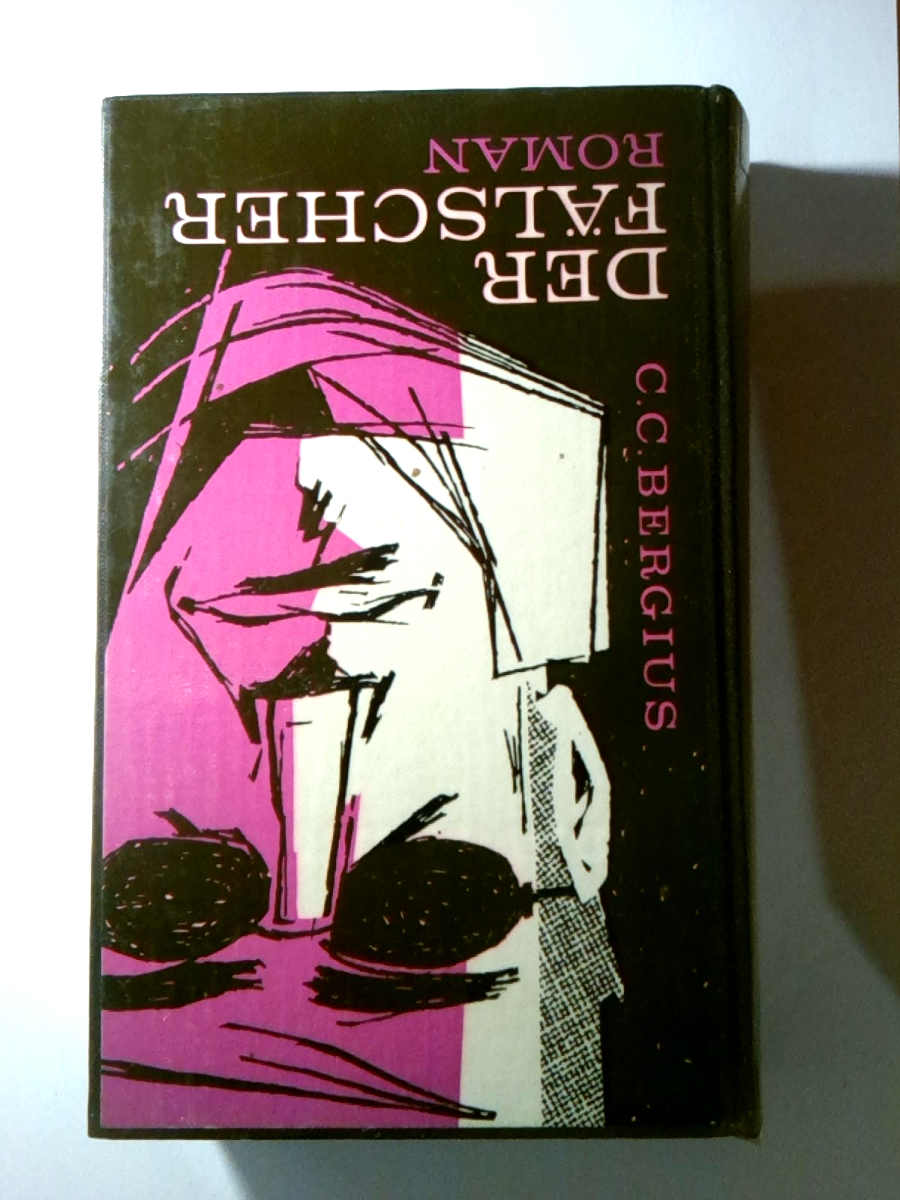 C.C.BERGIUS
DER
FÄLSCHER
ROMAN